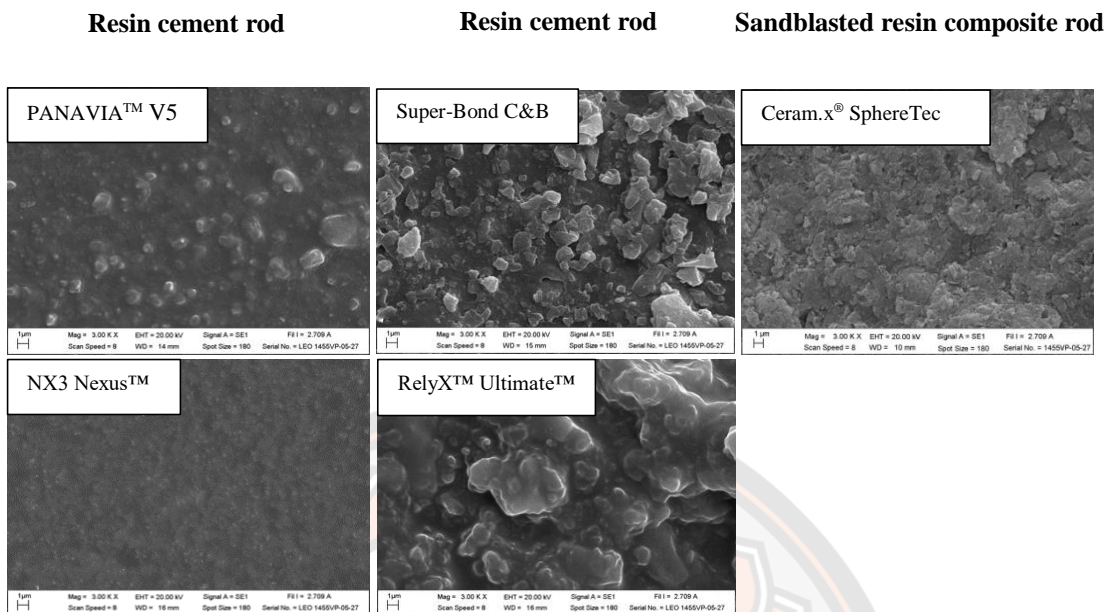 Resin cement rod
Resin cement rod
Sandblasted resin composite rod
PANAVIA™ V5
Super-Bond C&B
Ceram.x® SphereTec
1µm
Mag = 3.00 K X EHT = 20.00 kV Signal A = SE1 Fil I = 2.709 A
Scan Speed = 8 WD = 14 mm Spot Size = 180 Serial No. = LEO 1455VP-05-27
1µm
Mag = 3.00 K X EHT = 20.00 kV Signal A = SE1 Fil I = 2.709 A
Scan Speed = 8 WD = 15 mm Spot Size = 180 Serial No. = LEO 1455VP-05-27
1 µm
Mag = 3.00 K X EHT = 20.00 kV Signal A = SE1 Fil I = 2.709 A
Scan Speed = 8 WD = 10 mm Spot Size = 180 Serial No. = 1455VP-05-27
NX3 Nexus™
RelyX™ Ultimate™
1µm
Mag = 3.00 K X EHT = 20.00 kV Signal A = SE1 Fil I = 2.709 A
Scan Speed = 8 WD = 16 mm Spot Size = 180 Serial No. = LEO 1455VP-05-27
1µm
Mag = 3.00 K X EHT = 20.00 kV Signal A = SE1 Fil I = 2.709 A
Scan Speed = 8 WD = 16 mm Spot Size = 180 Serial No. = LEO 1455VP-05-27